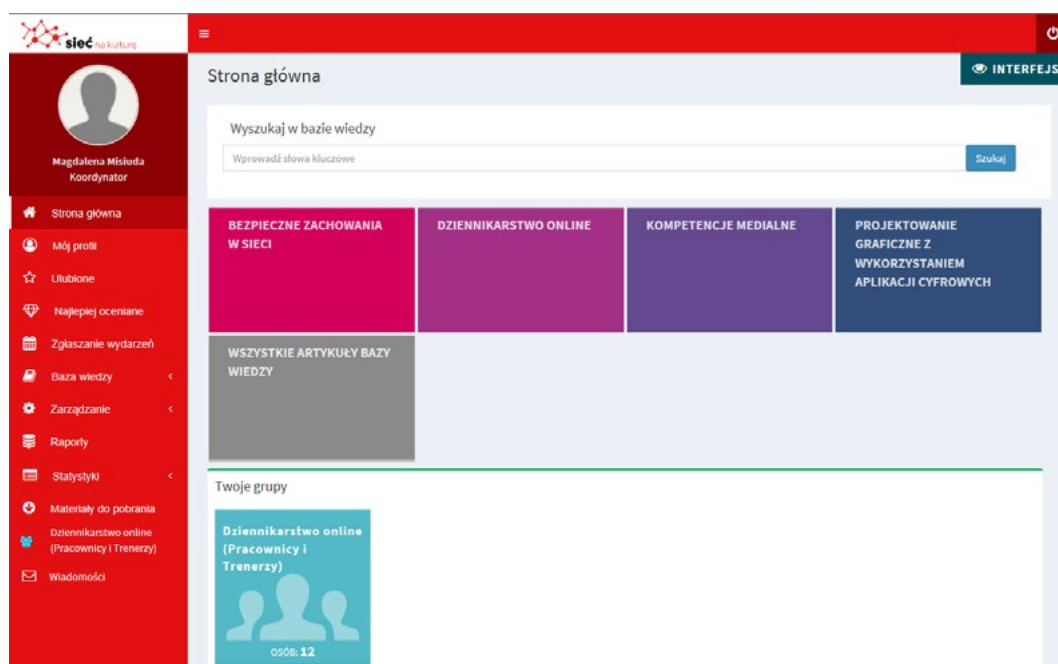 sieć na kulturę
INTERFEJS
Magdalena Misiuda
Koordynator
Strona główna
Mój profil
Ulubione
Najlepiej oceniane
Zgłaszanie wydarzeń
Baza wiedzy
Zarządzanie
Raporty
Statystyki
Materiały do pobrania
Dziennikarstwo online
(Pracownicy i Trenerzy)
Wiadomości
Strona główna
Wyszukaj w bazie wiedzy
Wprowadź słowa kluczowe
Szukaj
BEZPIECZNE ZACHOWANIA
W SIECI
DZIENNIKARSTWO ONLINE
KOMPETENCJE MEDIALNE
PROJEKTOWANIE
GRAFICZNE Z
WYKORZYSTANIEM
APLIKACJI CYFROWYCH
WSZYSTKIE ARTYKUŁY BAZY
WIEDZY
Twoje grupy
Dziennikarstwo online
(Pracownicy i
Trenerzy)
OSÓB: 12